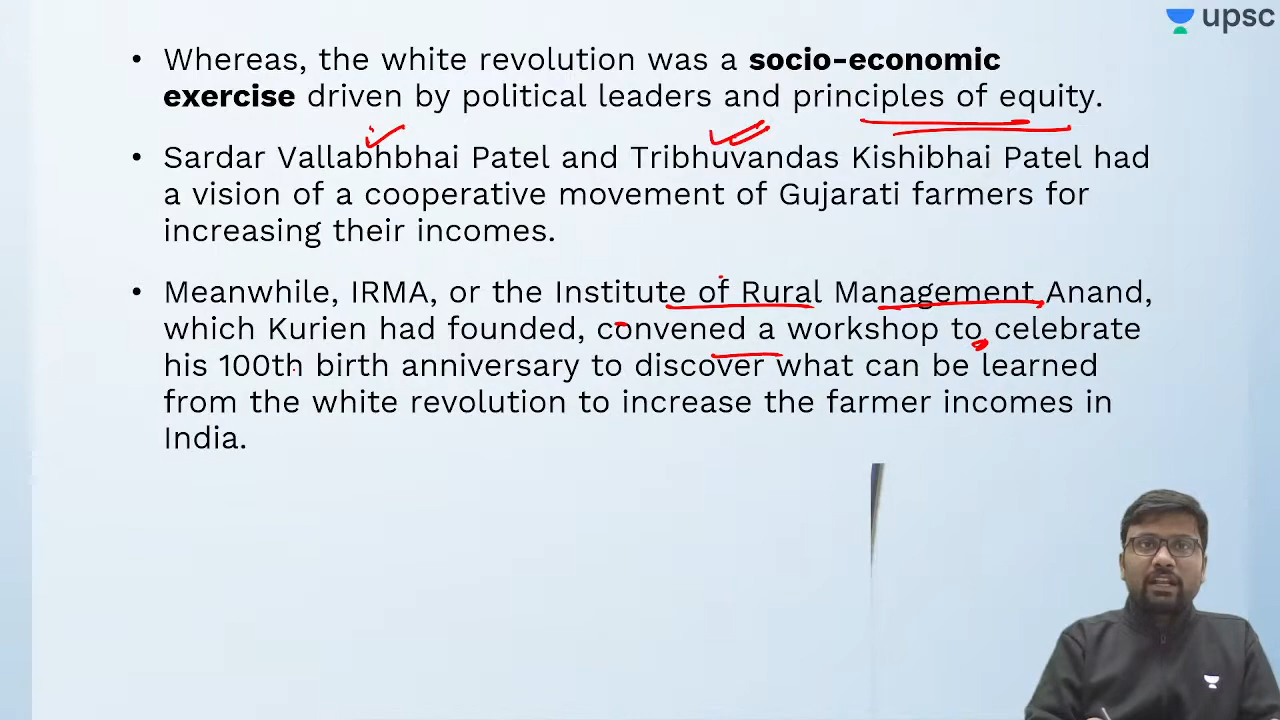 upsc
• Whereas, the white revolution was a socio-economic
exercise driven by political leaders and principles of equity.
• Sardar Vallabhbhai Patel and Tribhuvandas Kishibhai Patel had
a vision of a cooperative movement of Gujarati farmers for
increasing their incomes.
• Meanwhile, IRMA, or the Institute of Rural Management Anand,
which Kurien had founded, convened a workshop to celebrate
his 100th birth anniversary to discover what can be learned
from the white revolution to increase the farmer incomes in
India.